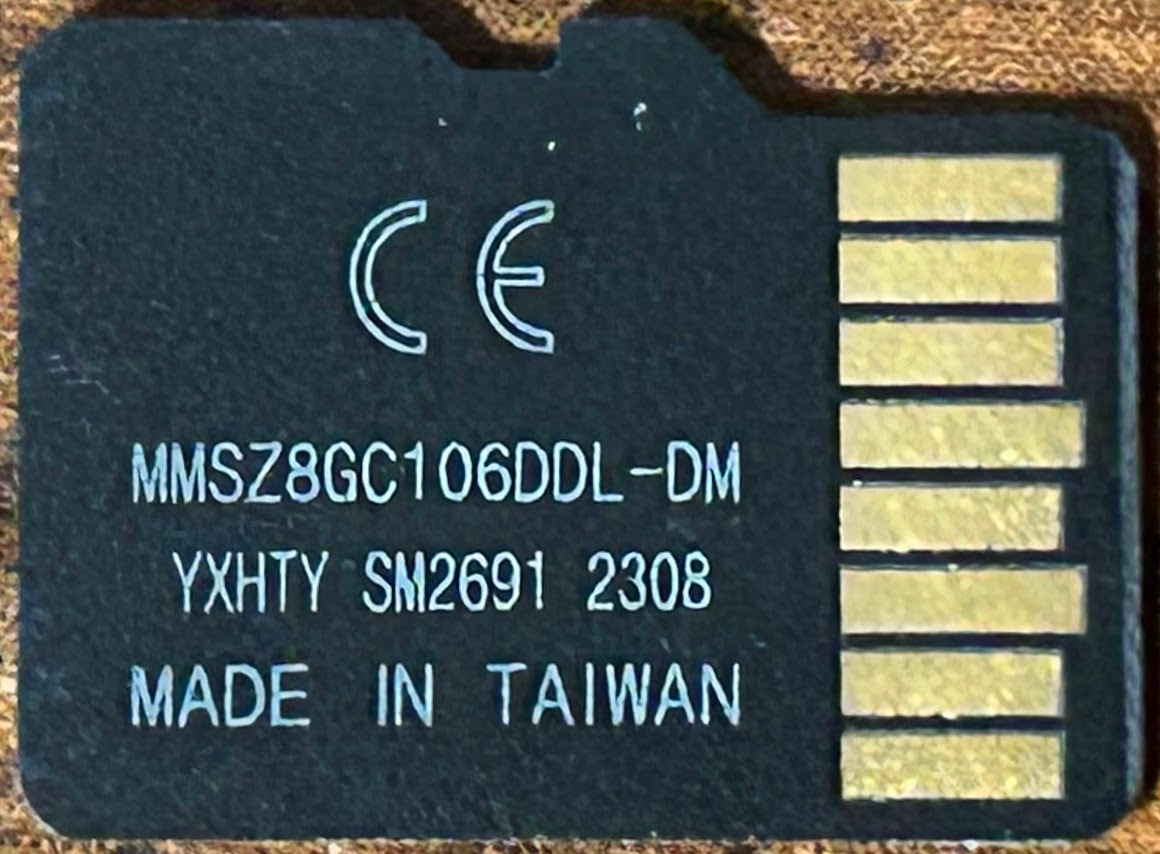 CE
MMSZ8GC106DDL-DM
YXHTY SM2691 2308
MADE IN TAIWAN